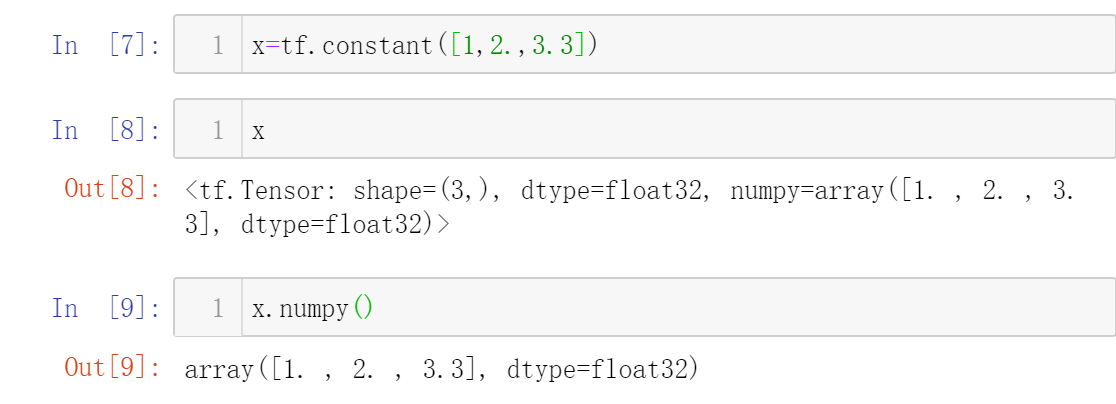 In [7]: 1 x=tf.constant([1,2.,3.3])
In [8]: 1 x
Out[8]: <tf.Tensor: shape=(3,), dtype=float32, numpy=array([1. , 2. , 3.
3], dtype=float32)>
In [9]: 1 x.numpy()
Out[9]: array([1. , 2. , 3.3], dtype=float32)